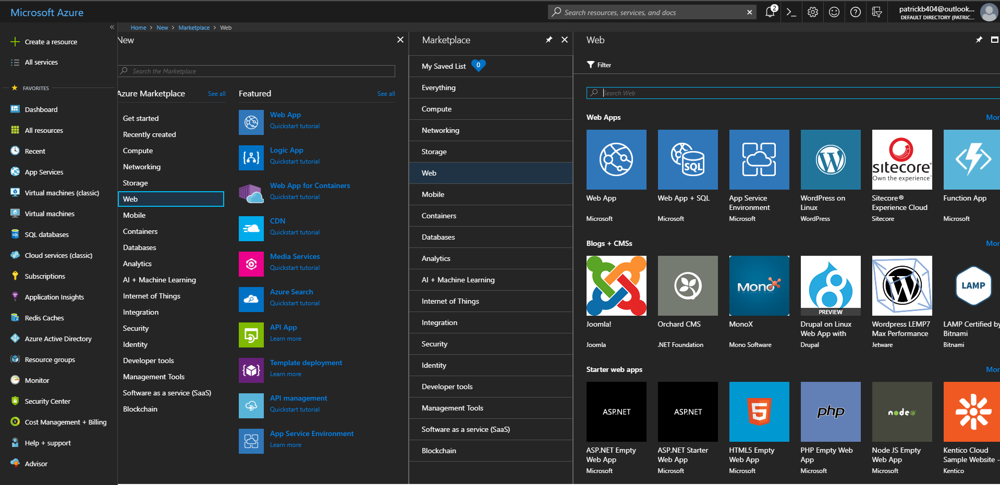 Microsoft Azure
Search resources, services, and docs
2
patrickb404@outlook...
DEFAULT DIRECTORY (PATRIC...
Home > New > Marketplace > Web
Create a resource
All services
FAVORITES
Dashboard
All resources
Recent
App Services
Virtual machines (classic)
Virtual machines
SQL databases
Cloud services (classic)
Subscriptions
Application Insights
Redis Caches
Azure Active Directory
Resource groups
Monitor
Security Center
Cost Management + Billing
Help + support
Advisor
New
Search the Marketplace
Azure Marketplace
See all
Get started
Recently created
Compute
Networking
Storage
Web
Mobile
Containers
Databases
Analytics
AI + Machine Learning
Internet of Things
Integration
Security
Identity
Developer tools
Management Tools
Software as a service (SaaS)
Blockchain
Featured
See all
Web App
Quickstart tutorial
Logic App
Quickstart tutorial
Web App for Containers
Quickstart tutorial
CDN
Quickstart tutorial
Media Services
Quickstart tutorial
Azure Search
Quickstart tutorial
API App
Learn more
Template deployment
Learn more
API management
Quickstart tutorial
App Service Environment
Learn more
Marketplace
My Saved List
0
Everything
Compute
Networking
Storage
Web
Mobile
Containers
Databases
Analytics
AI + Machine Learning
Internet of Things
Integration
Security
Identity
Developer tools
Management Tools
Software as a service (SaaS)
Blockchain
Web
Filter
Search Web
Web Apps
Mor
SQL
sitecore
Own the experience™
Web App
Microsoft
Web App + SQL
Microsoft
App Service
Environment
Microsoft
WordPress on
Linux
WordPress
Sitecore®
Experience Cloud
Sitecore
Function App
Microsoft
Blogs + CMSs
Mor
MONO
PREVIEW
LAMP
Joomla!
Joomla
Orchard CMS
.NET Foundation
MonoX
Mono Software
Drupal on Linux
Web App with
Drupal
Wordpress LEMP7
Max Performance
Jetware
LAMP Certified by
Bitnami
Bitnami
Starter web apps
Mor
ASP.NET
ASP.NET
5
php
node
ASP.NET Empty
Web App
Microsoft
ASP.NET Starter
Web App
Microsoft
HTML5 Empty
Web App
Microsoft
PHP Empty Web
App
Microsoft
Node JS Empty
Web App
Microsoft
Kentico Cloud
Sample Website -
Kentico